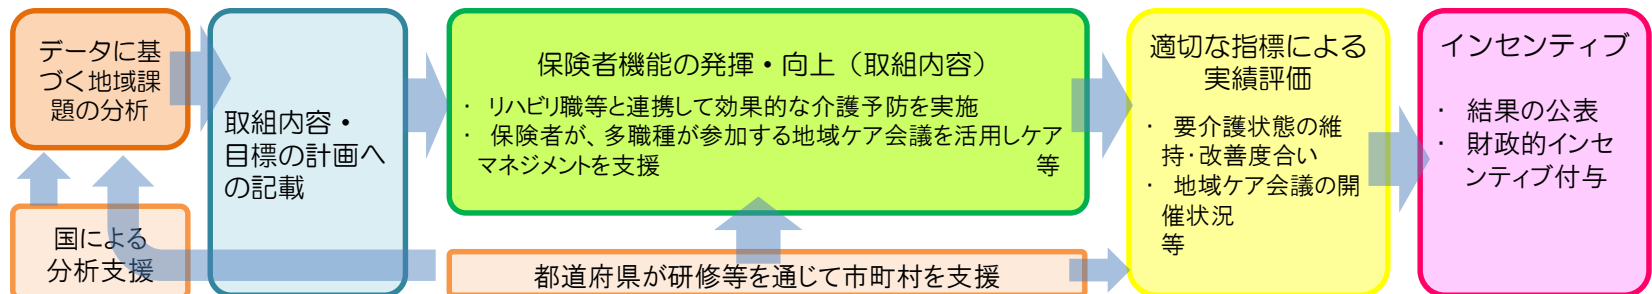 データに基
づく地域課
題の分析
国による
分析支援
取組内容・
目標の計画へ
の記載
保険者機能の発揮・向上（取組内容）
・ リハビリ職等と連携して効果的な介護予防を実施
・ 保険者が、多職種が参加する地域ケア会議を活用しケア
マネジメントを支援 等
都道府県が研修等を通じて市町村を支援
適切な指標による
実績評価
・ 要介護状態の維
持・改善度合い
・ 地域ケア会議の開
催状況
等
インセンティブ
・ 結果の公表
・ 財政的インセ
ンティブ付与